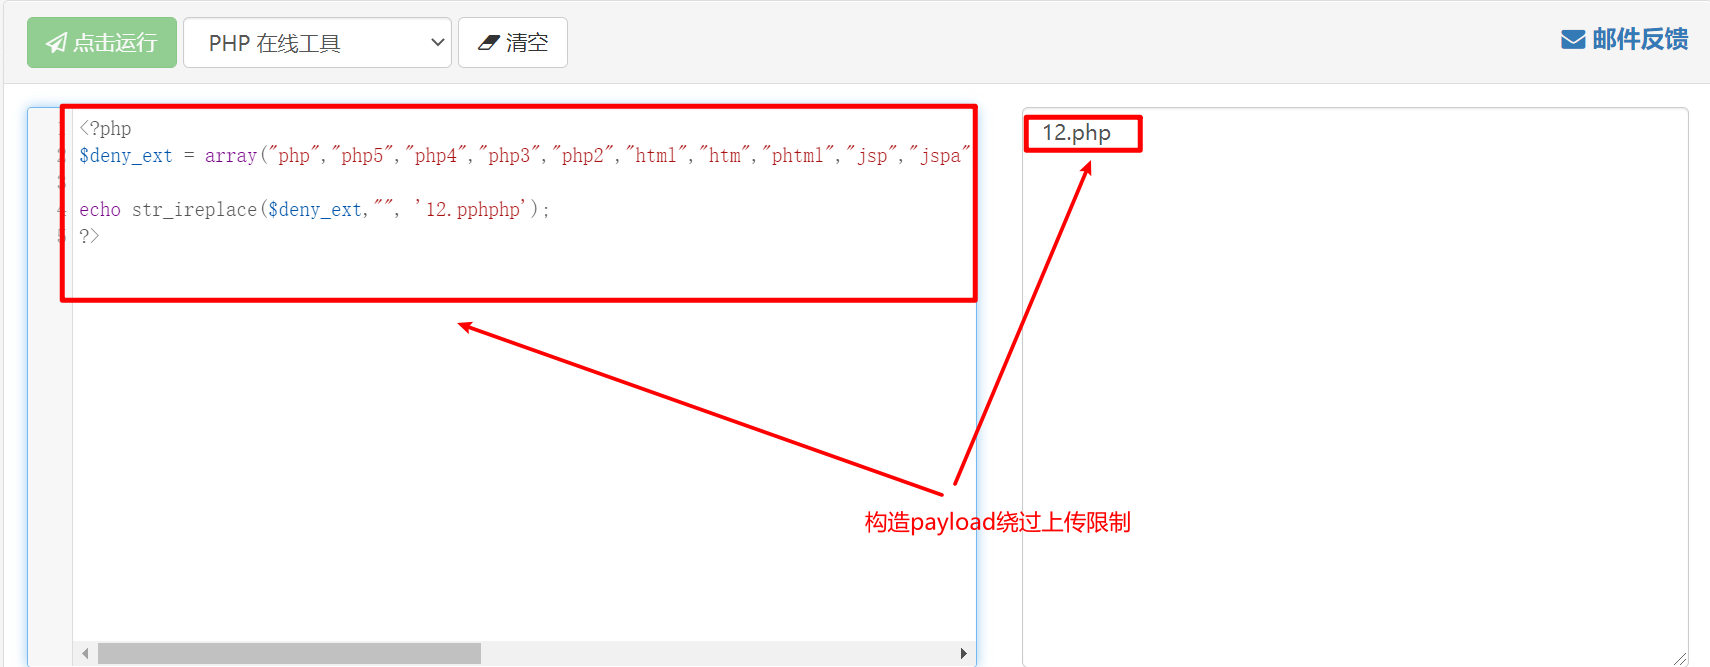 点击运行
PHP 在线工具
清空
邮件反馈
1 <?php
2 $deny_ext = array("php","php5","php4","php3","php2","html","htm","phtml","jsp","jspa"
3
4 echo str_ireplace($deny_ext,"", '12.pphphp');
5 ?>
12.php
构造payload绕过上传限制